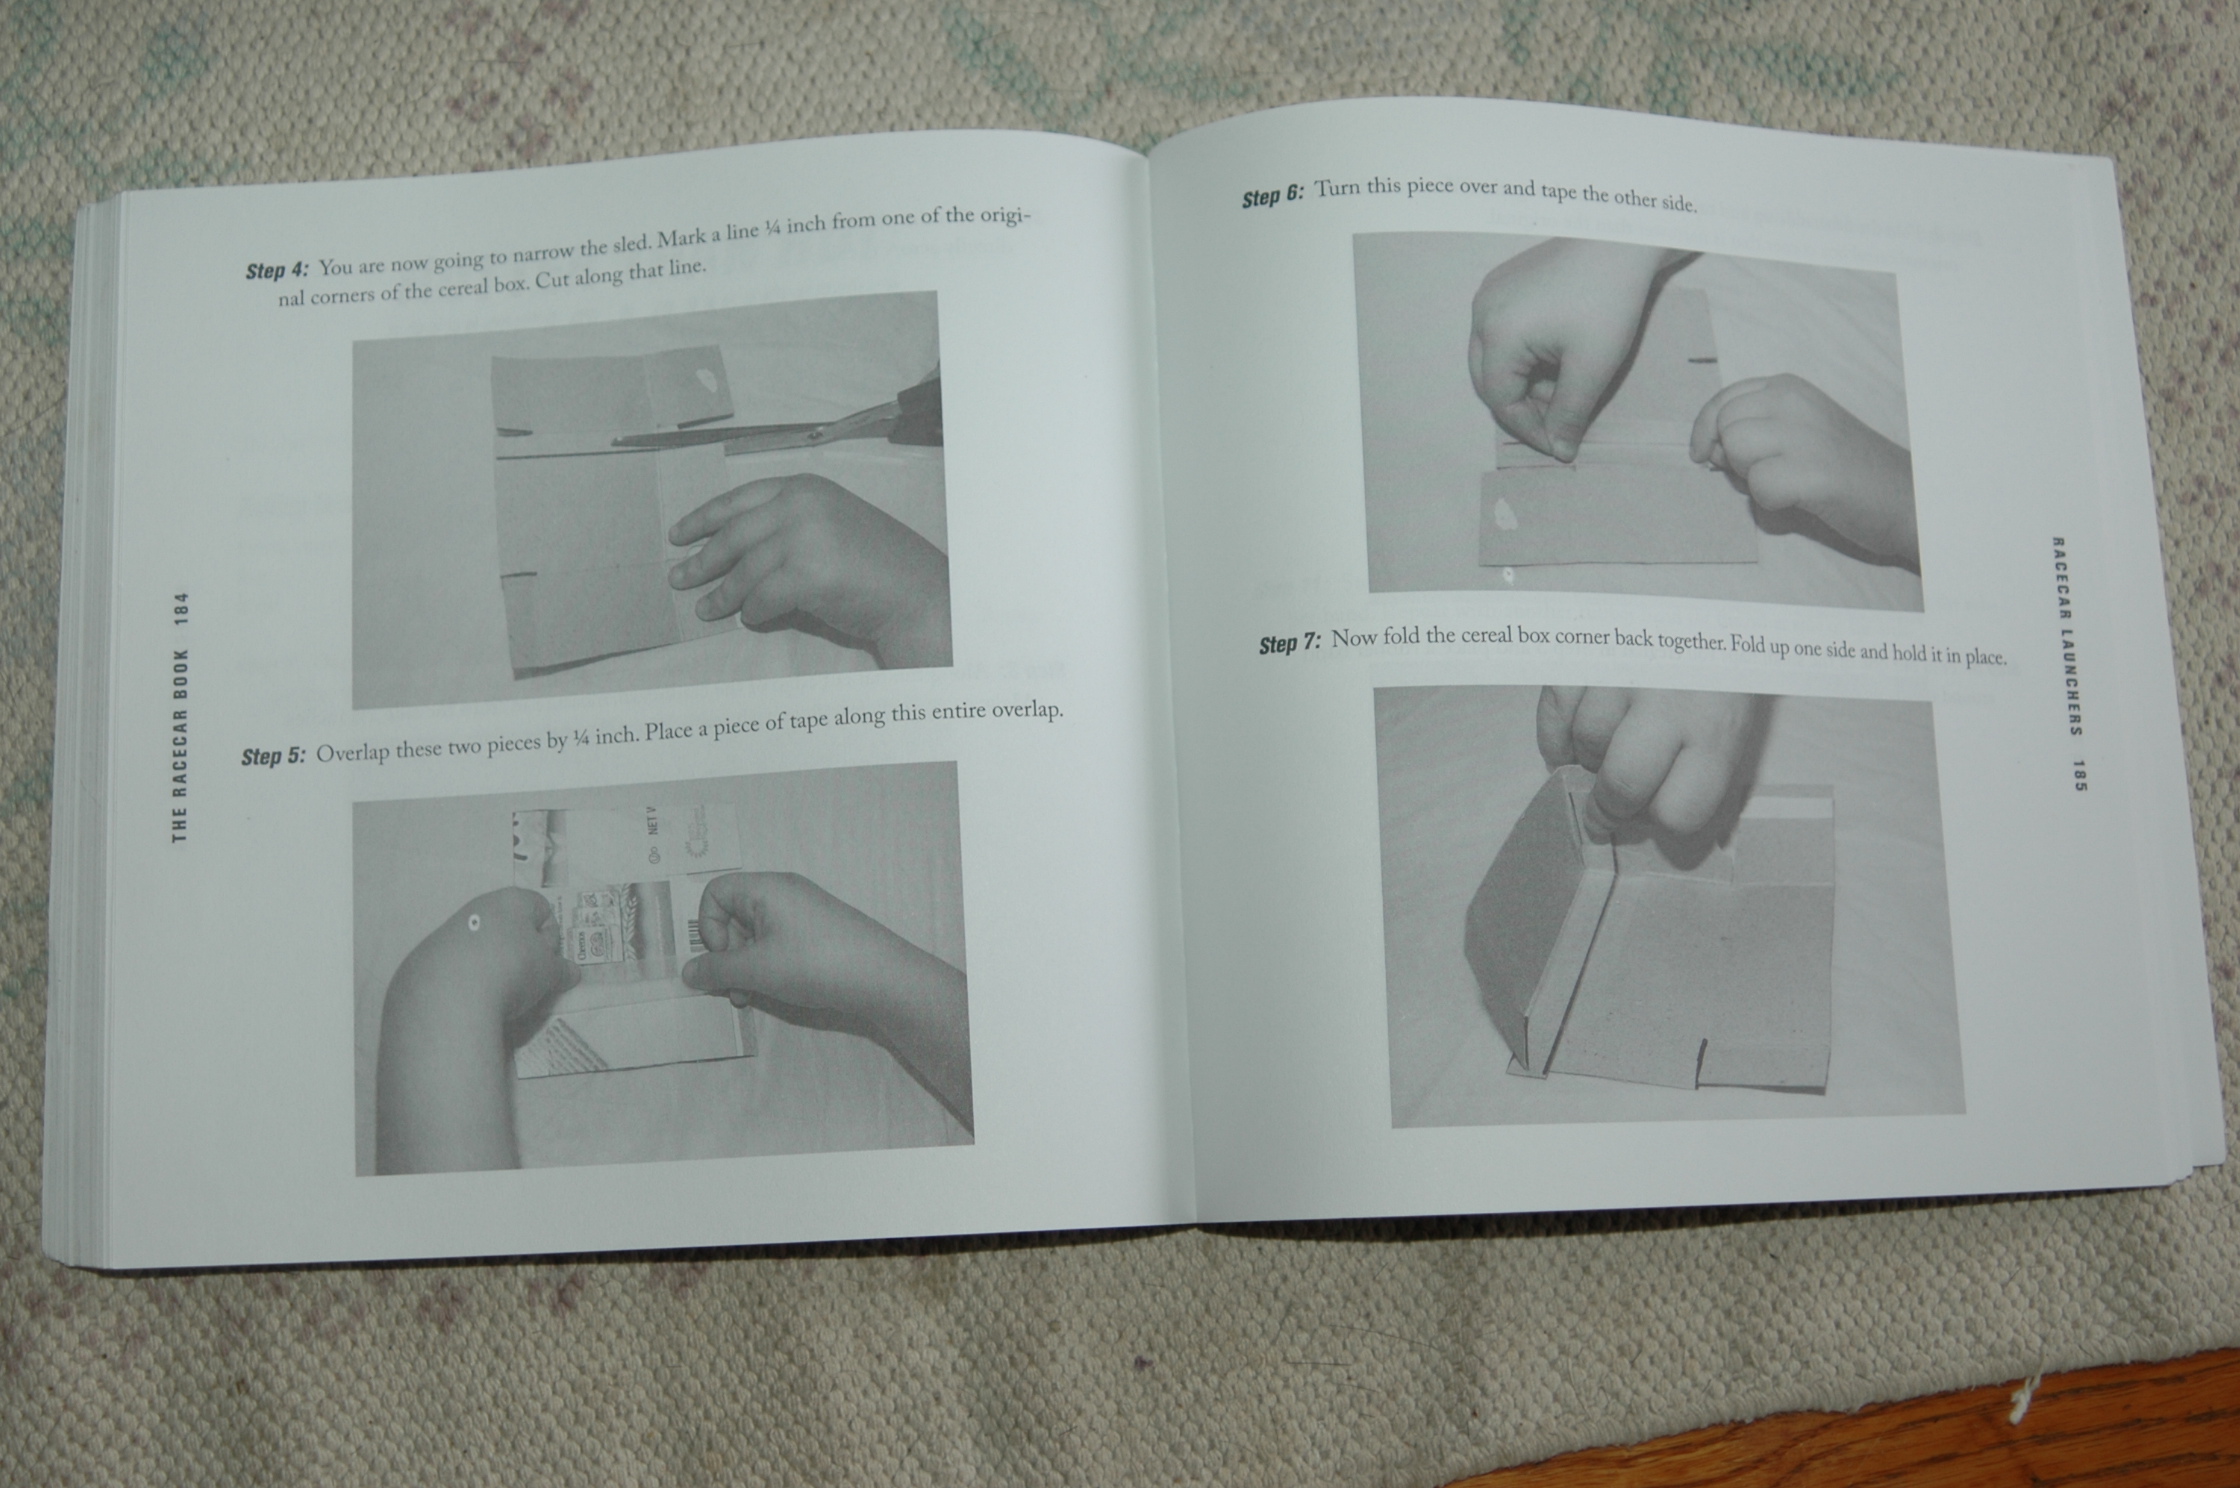 THE RACECAR BOOK 184
Step 4: You are now going to narrow the sled. Mark a line ¼ inch from one of the origi-
nal corners of the cereal box. Cut along that line.
Step 5: Overlap these two pieces by ¼ inch. Place a piece of tape along this entire overlap.
NET
Step 6: Turn this piece over and tape the other side.
Step 7: Now fold the cereal box corner back together. Fold up one side and hold it in place.
RACECAR LAUNCHERS 185